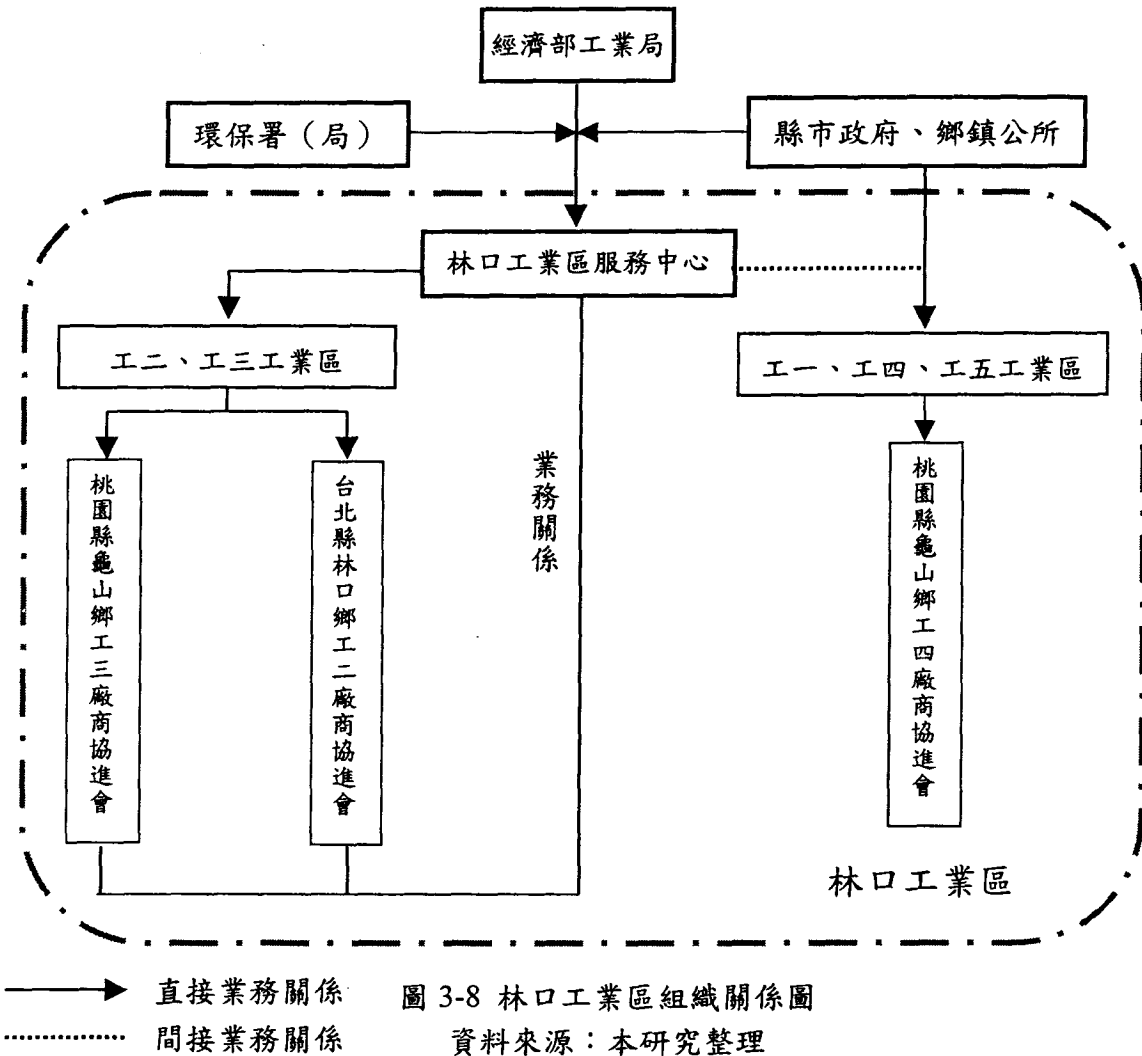 經濟部工業局
環保署（局）
縣市政府、鄉鎮公所
林口工業區服務中心
工二、工三工業區
工一、工四、工五工業區
桃園縣龜山鄉工三廠商協進會
台北縣林口鄉工二廠商協進會
業務關係
桃園縣龜山鄉工四廠商協進會
林口工業區
直接業務關係
間接業務關係
圖 3-8 林口工業區組織關係圖
資料來源：本研究整理